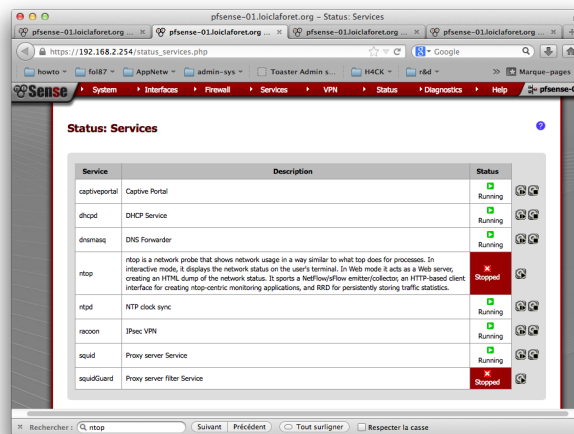 pfsense-01.loiclaforet.org – Status: Services
pfsense-01.loiclaforet.org ... × pfsense-01.loiclaforet.org ... × pfsense-01.loiclaforet.org ... × pfsense-01.loiclaforet.org ... ×
https://192.168.2.254/status_services.php
Google
howto fol87 AppNetw admin-sys Toaster Admin s... H4CK r&d » Marque-pages
Sense System Interfaces Firewall Services VPN Status Diagnostics Help pfsense-0
Status: Services
Service Description Status
captiveportal Captive Portal Running
dhcpd DHCP Service Running
dnsmasq DNS Forwarder Running
ntop ntop is a network probe that shows network usage in a way similar to what top does for processes. In
interactive mode, it displays the network status on the user's terminal. In Web mode it acts as a Web server,
creating an HTML dump of the network status. It sports a NetFlow/sFlow emitter/collector, an HTTP-based client
interface for creating ntop-centric monitoring applications, and RRD for persistently storing traffic statistics.
Stopped
ntpd NTP clock sync Running
racoon IPsec VPN Running
squid Proxy server Service Running
squidGuard Proxy server filter Service Stopped
× Rechercher : ntop Suivant Précédent Tout surligner Respecter la casse